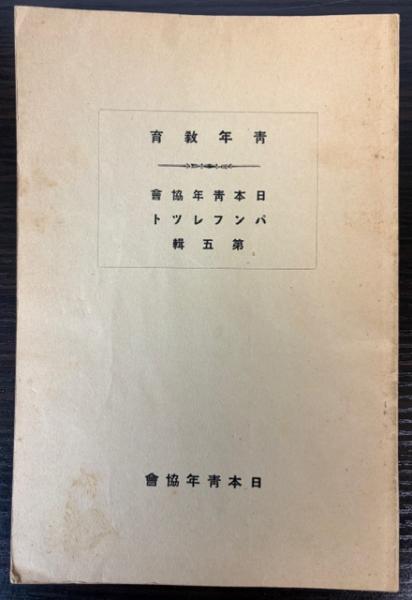 青年教育
日本青年協會
パンフレツト
第五輯
日本青年協會